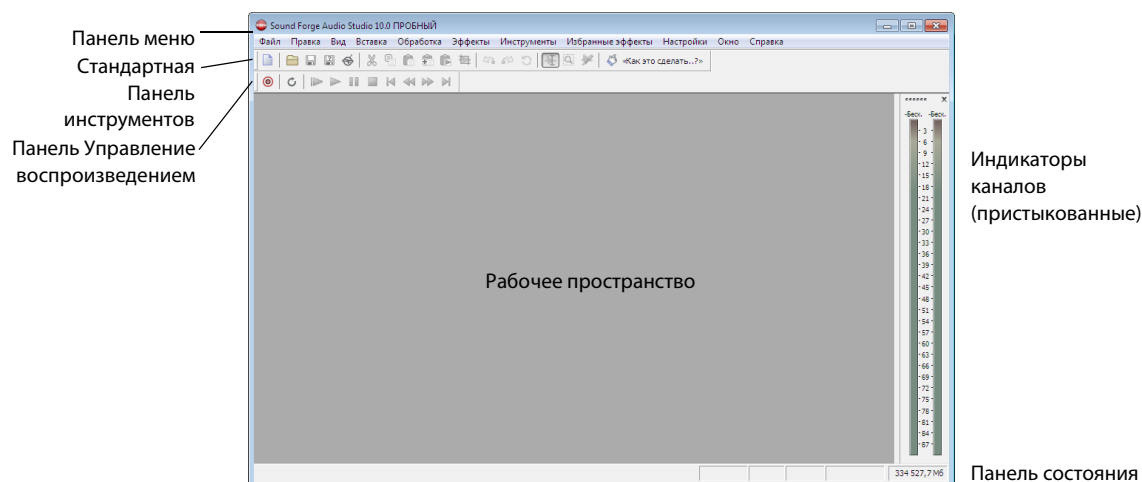 Sound Forge Audio Studio 10.0 ПРОБНЫЙ
Панель меню
Файл Правка Вид Вставка Обработка Эффекты Инструменты Избранные эффекты Настройки Окно Справка
Стандартная
«Как это сделать..?»
Панель
инструментов
Панель Управление
воспроизведением
-Беск. -Беск.
- 3 -
- 6 -
- 9 -
-12-
-15-
-18-
-21-
-24-
-27-
-30-
-33-
-36-
-39-
-42-
-45-
-48-
-51-
-54-
-57-
-60-
-63-
-66-
-69-
-72-
-75-
-78-
-81-
-84-
-87-
Индикаторы
каналов
(пристыкованные)
Рабочее пространство
334 527,7 Мб
Панель состояния